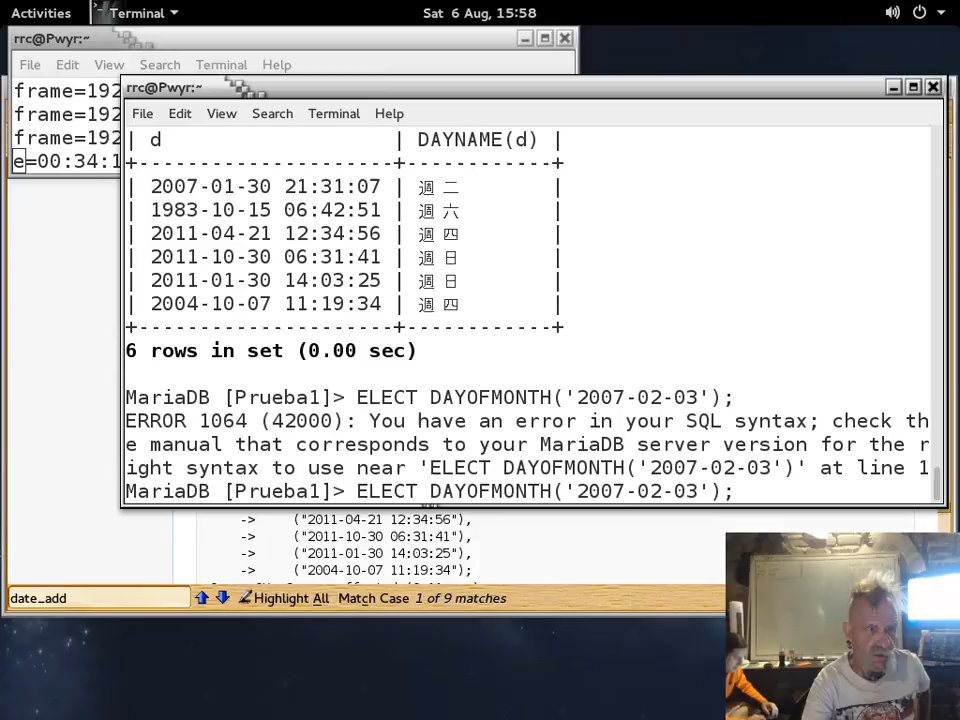 Activities Terminal Sat 6 Aug, 15:58
rrc@Pwyr:~
File Edit View Search Terminal Help
frame=192
frame=192
frame=192
e=00:34:1
rrc@Pwyr:~
File Edit View Search Terminal Help
| d | DAYNAME(d) |
+---------------------+------------+
| 2007-01-30 21:31:07 | 週二 |
| 1983-10-15 06:42:51 | 週六 |
| 2011-04-21 12:34:56 | 週四 |
| 2011-10-30 06:31:41 | 週日 |
| 2011-01-30 14:03:25 | 週日 |
| 2004-10-07 11:19:34 | 週四 |
+---------------------+------------+
6 rows in set (0.00 sec)
MariaDB [Prueba1]> ELECT DAYOFMONTH('2007-02-03');
ERROR 1064 (42000): You have an error in your SQL syntax; check th
e manual that corresponds to your MariaDB server version for the r
ight syntax to use near 'ELECT DAYOFMONTH('2007-02-03')' at line 1
MariaDB [Prueba1]> ELECT DAYOFMONTH('2007-02-03');
-> ("2011-04-21 12:34:56"),
-> ("2011-10-30 06:31:41"),
-> ("2011-01-30 14:03:25"),
-> ("2004-10-07 11:19:34");
date_add Highlight All Match Case 1 of 9 matches